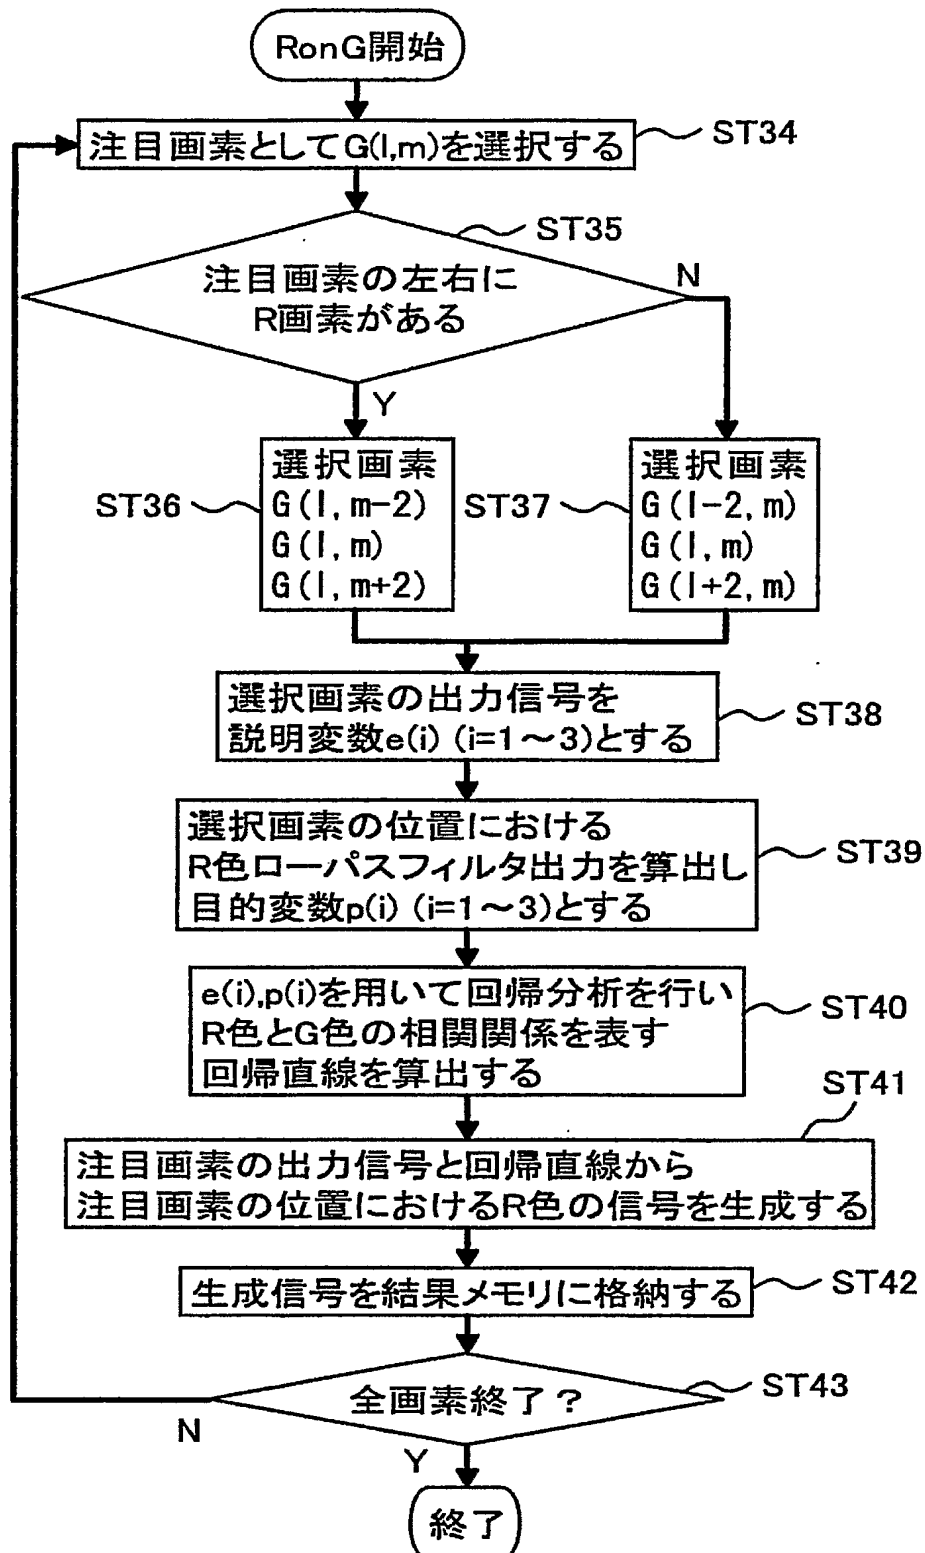 RonG開始
注目画素としてG(l,m)を選択する
ST34
ST35
注目画素の左右に
R画素がある
N
Y
ST36
選択画素
G(l,m-2)
G(l,m)
G(l,m+2)
ST37
選択画素
G(l-2,m)
G(l,m)
G(l+2,m)
選択画素の出力信号を
説明変数e(i) (i=1～3)とする
ST38
選択画素の位置における
R色ローパスフィルタ出力を算出し
目的変数p(i) (i=1～3)とする
ST39
e(i),p(i)を用いて回帰分析を行い
R色とG色の相関関係を表す
回帰直線を算出する
ST40
ST41
注目画素の出力信号と回帰直線から
注目画素の位置におけるR色の信号を生成する
生成信号を結果メモリに格納する
ST42
全画素終了？
ST43
N
Y
終了